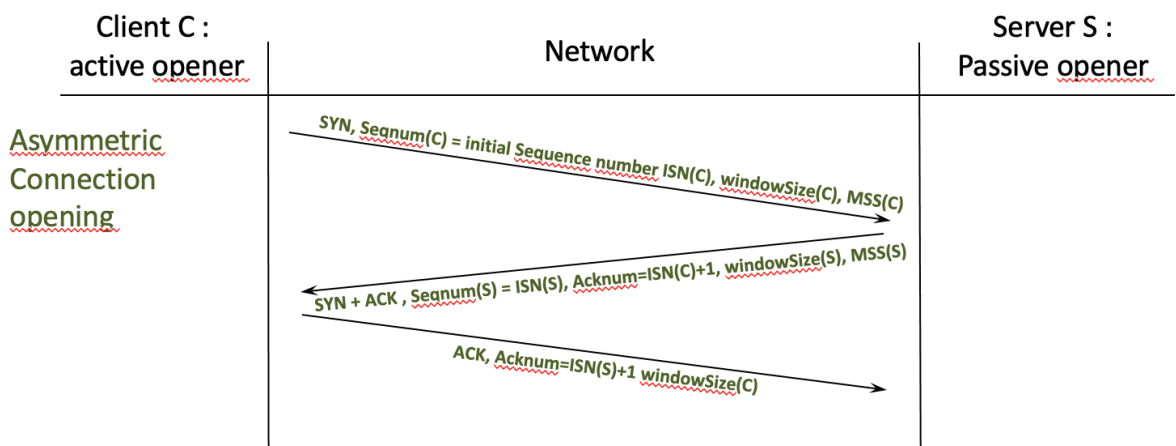 Client C :
active opener
Network
Server S :
Passive opener
Asymmetric
Connection
opening
SYN, Seqnum(C) = initial Sequence number ISN(C), windowSize(C), MSS(C)
SYN + ACK , Seqnum(S) = ISN(S), Acknum=ISN(C)+1, windowSize(S), MSS(S)
ACK, Acknum=ISN(S)+1 windowSize(C)